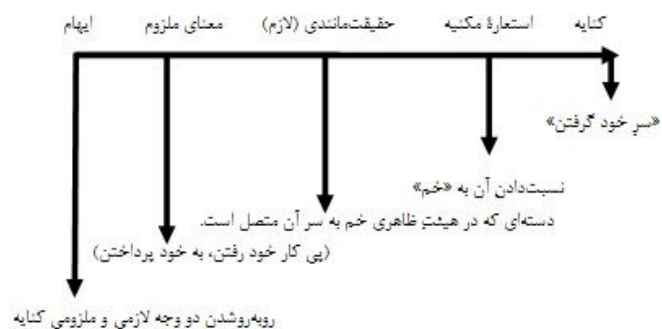 کنایه استعارهٔ مکنیه حقیقت‌مانندی (لازم) معنای ملزوم ایهام
«سرِ خود گرفتن»
نسبت‌دادن آن به «خم»
دسته‌ای که در هیئتِ ظاهری خم به سر آن متصل است.
(پی کار خود رفتن، به خود پرداختن)
روبه‌روشدن دو وجه لازمی و ملزومی کنایه